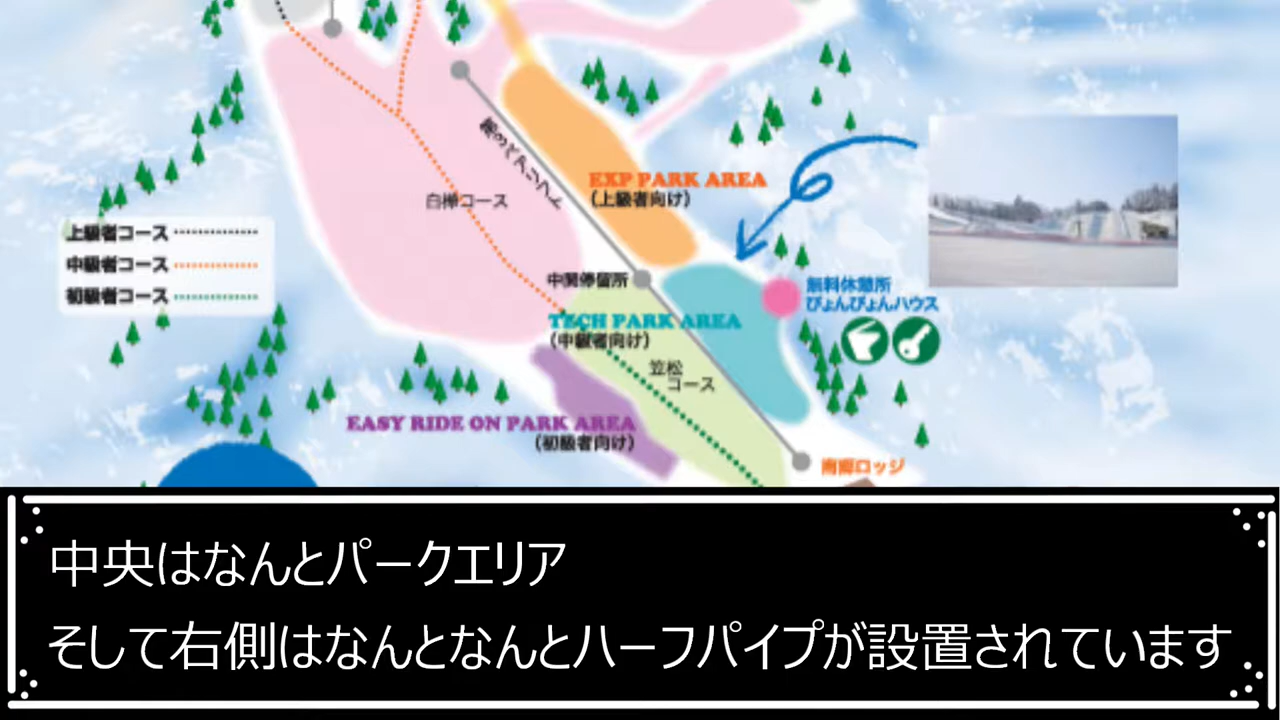 EXP PARK AREA
(上級者向け)
白樺コース
上級者コース
中級者コース
初級者コース
中間停留所
無料休憩所
ぴょんぴょんハウス
TECH PARK AREA
(中級者向け)
笠松
コース
EASY RIDE ON PARK AREA
(初級者向け)
南郷ロッジ
中央はなんとパークエリア
そして右側はなんとなんとハーフパイプが設置されています